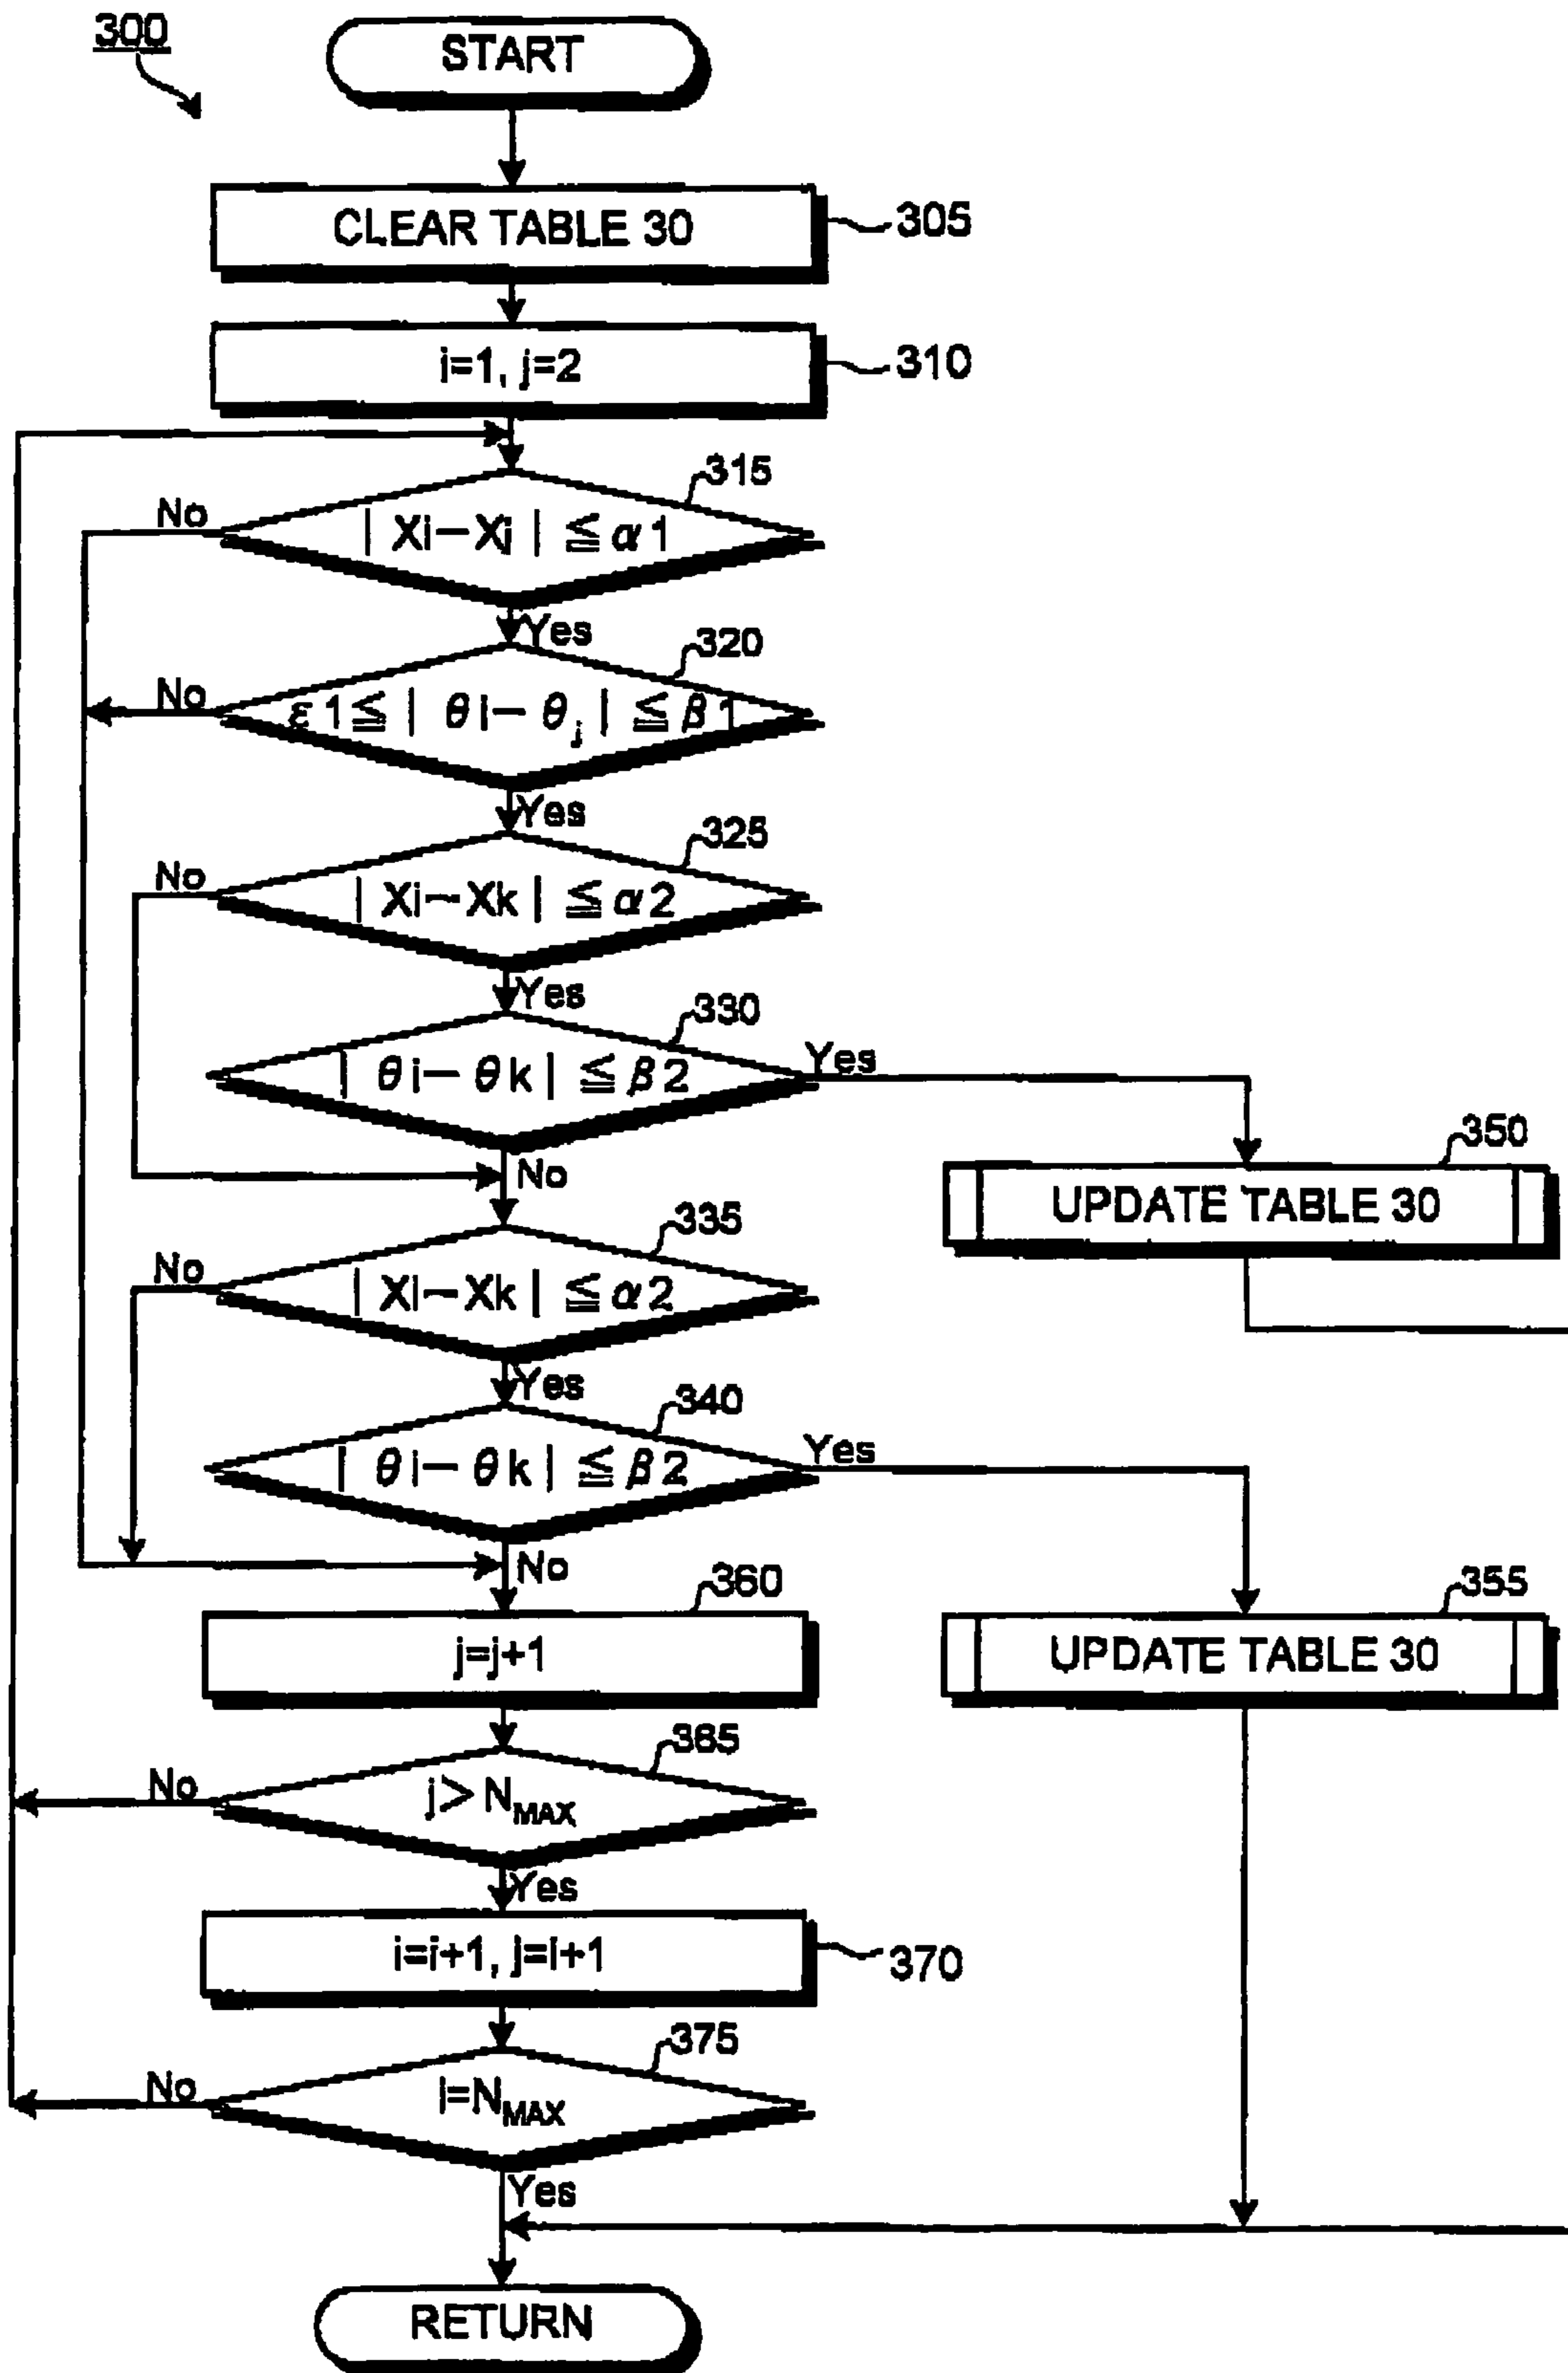 300
START
CLEAR TABLE 30
305
i=1, j=2
310
315
No
| Xi－Xj | ≦ α1
Yes
320
No
ε1≦ | θi－θj | ≦ β1
Yes
325
No
| Xi－Xk | ≦ α2
Yes
330
| θi－θk | ≦ β2
Yes
No
350
UPDATE TABLE 30
335
No
| Xi－Xk | ≦ α2
Yes
340
| θi－θk | ≦ β2
Yes
No
355
UPDATE TABLE 30
360
j=j+1
365
No
j> NMAX
Yes
i=i+1, j=i+1
370
375
No
i=NMAX
Yes
RETURN